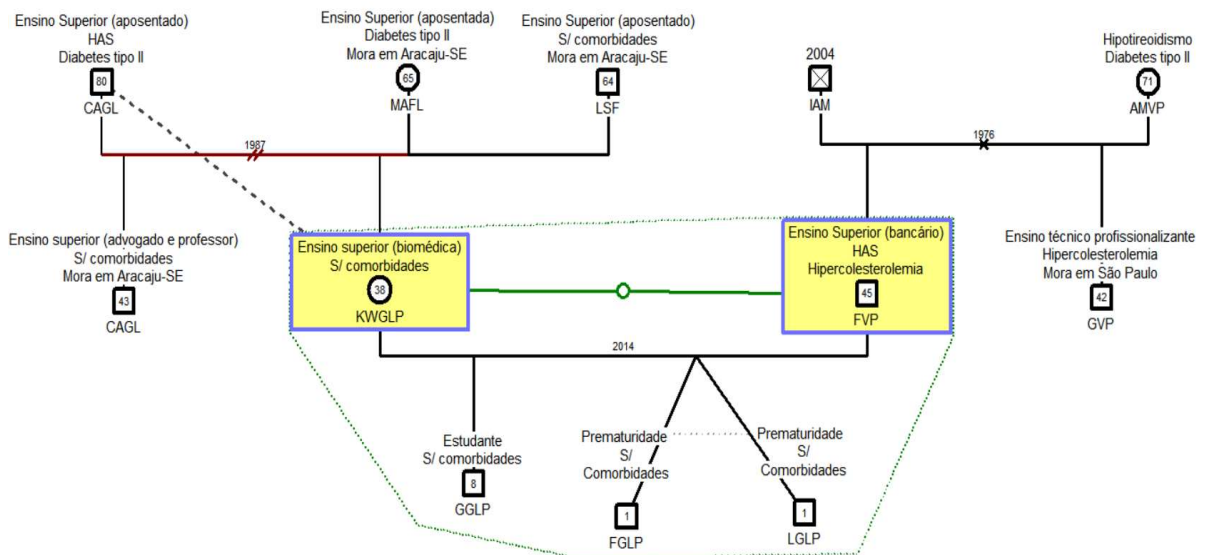 Ensino Superior (aposentado)
HAS
Diabetes tipo II
80
CAGL
Ensino Superior (aposentada)
Diabetes tipo II
Mora em Aracaju-SE
65
MAFL
Ensino Superior (aposentado)
S/ comorbidades
Mora em Aracaju-SE
64
LSF
2004
IAM
Hipotireoidismo
Diabetes tipo II
71
AMVP
1987
1976
Ensino superior (advogado e professor)
S/ comorbidades
Mora em Aracaju-SE
43
CAGL
Ensino superior (biomédica)
S/ comorbidades
38
KWGLP
Ensino Superior (bancário)
HAS
Hipercolesterolemia
45
FVP
Ensino técnico profissionalizante
Hipercolesterolemia
Mora em São Paulo
42
GVP
2014
Estudante
S/ comorbidades
8
GGLP
Prematuridade
S/
Comorbidades
1
FGLP
Prematuridade
S/
Comorbidades
1
LGLP